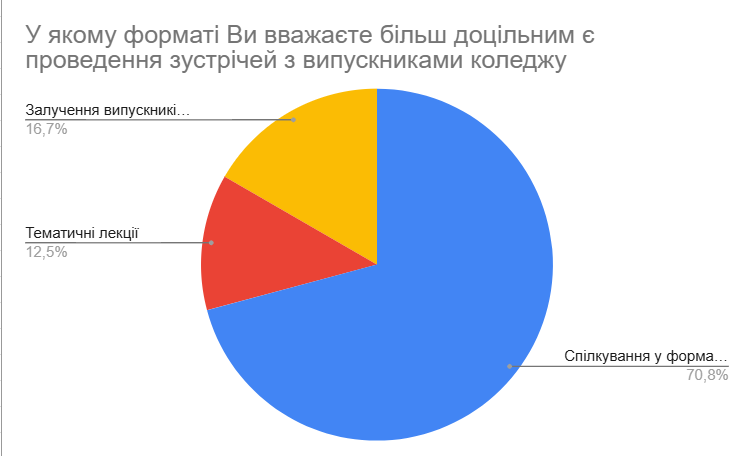 У якому форматі Ви вважаєте більш доцільним є
проведення зустрічей з випускниками коледжу
Залучення випускникі...
16,7%
Тематичні лекції
12,5%
Спілкування у форма...
70,8%